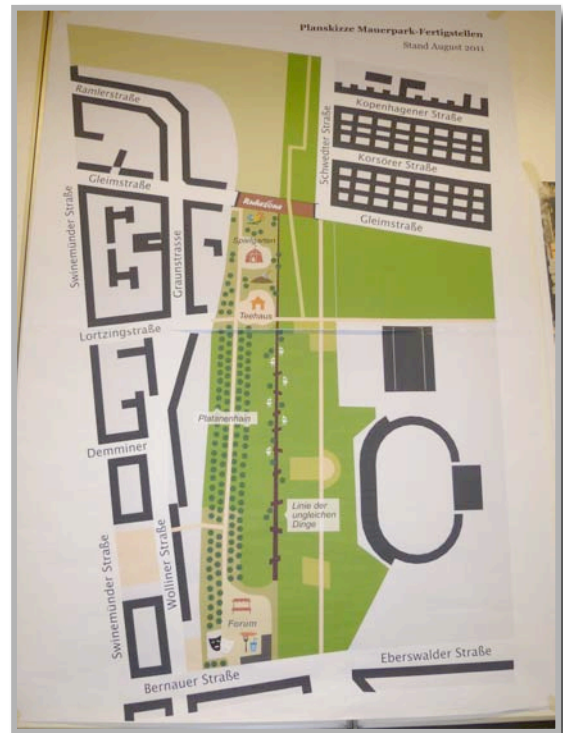 Planskizze Mauerpark-Fertigstellen
Stand August 2011
Ramlerstraße
Kopenhagener Straße
Schwedter Straße
Korsörer Straße
Gleimstraße
Gleimstraße
Swinemünder Straße
Graunstrasse
Spielgarten
Teehaus
Lortzingstraße
Platanenhain
Demminer
Linie der
ungleichen
Dinge
Swinemünder Straße
Wolliner Straße
Forum
Eberswalder Straße
Bernauer Straße